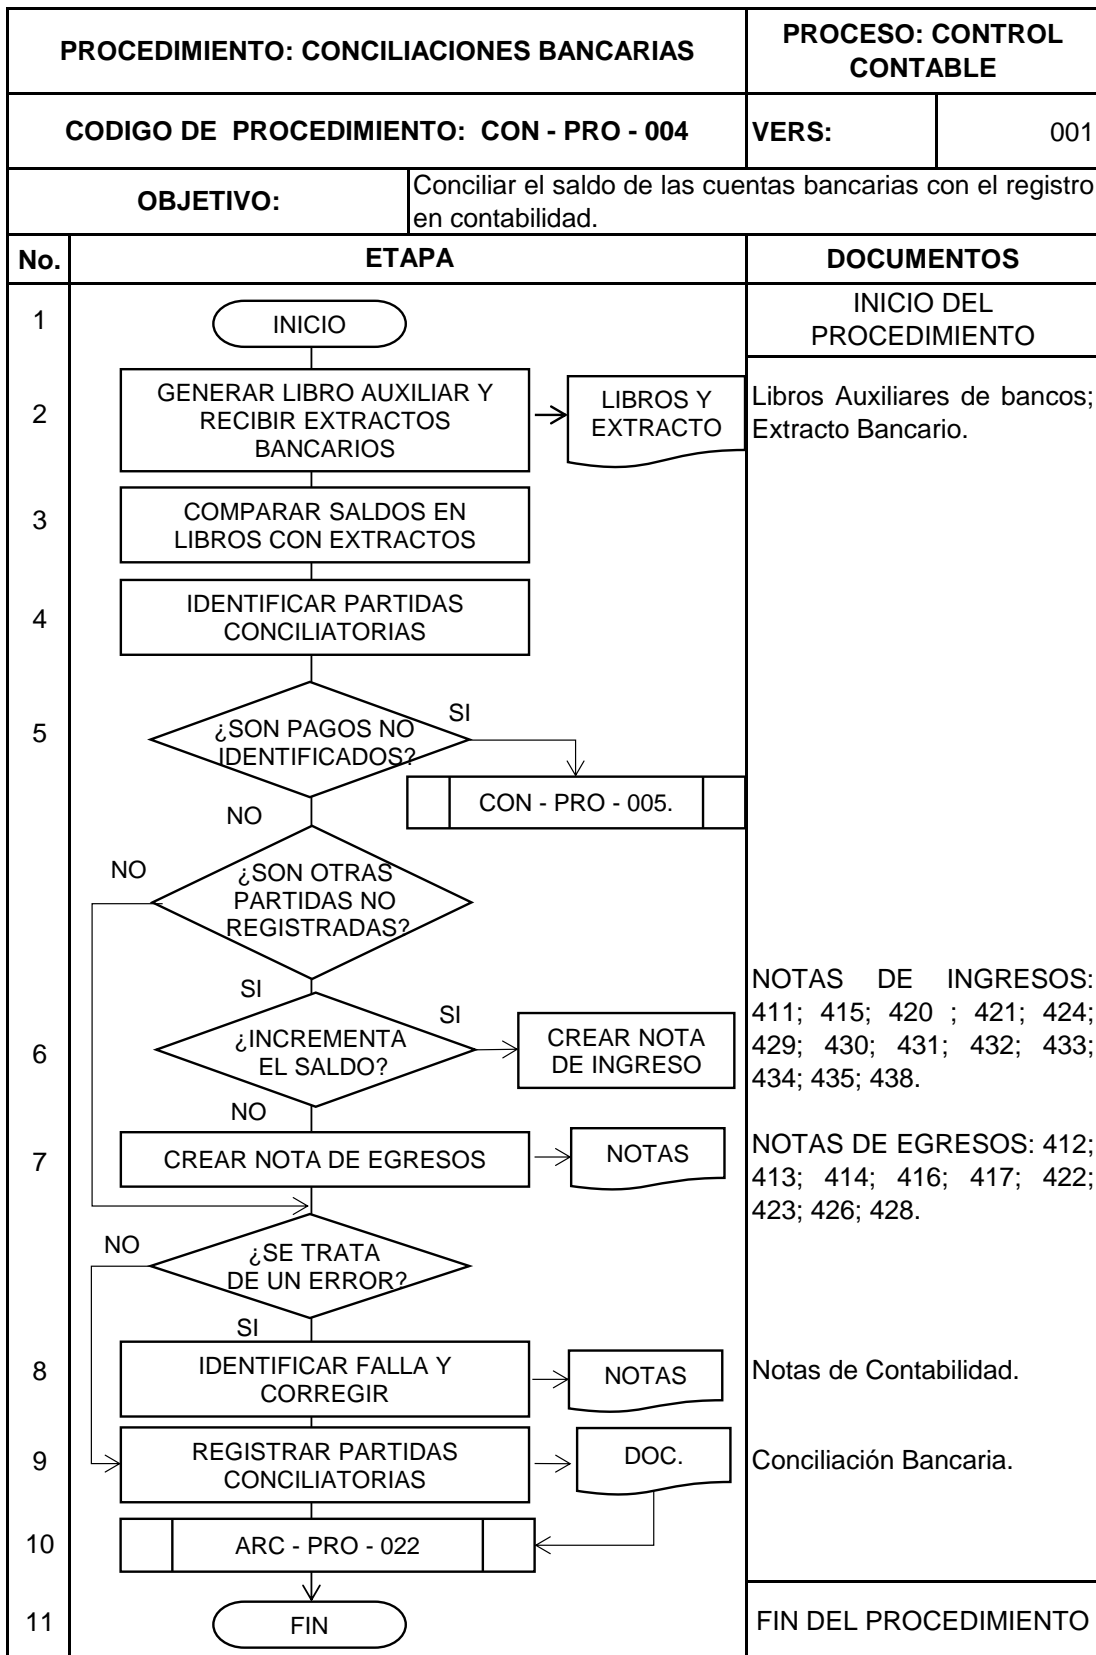 PROCEDIMIENTO: CONCILIACIONES BANCARIAS
PROCESO: CONTROL
CONTABLE
CODIGO DE PROCEDIMIENTO: CON - PRO - 004
VERS:
001
OBJETIVO:
Conciliar el saldo de las cuentas bancarias con el registro
en contabilidad.
No.
ETAPA
DOCUMENTOS
1
INICIO
INICIO DEL
PROCEDIMIENTO
2
GENERAR LIBRO AUXILIAR Y
RECIBIR EXTRACTOS
BANCARIOS
LIBROS Y
EXTRACTO
Libros Auxiliares de bancos;
Extracto Bancario.
3
COMPARAR SALDOS EN
LIBROS CON EXTRACTOS
4
IDENTIFICAR PARTIDAS
CONCILIATORIAS
5
¿SON PAGOS NO
IDENTIFICADOS?
SI
CON - PRO - 005.
NO
NO
¿SON OTRAS
PARTIDAS NO
REGISTRADAS?
SI
6
¿INCREMENTA
EL SALDO?
SI
CREAR NOTA
DE INGRESO
NOTAS DE INGRESOS:
411; 415; 420 ; 421; 424;
429; 430; 431; 432; 433;
434; 435; 438.
NO
7
CREAR NOTA DE EGRESOS
NOTAS
NOTAS DE EGRESOS: 412;
413; 414; 416; 417; 422;
423; 426; 428.
NO
¿SE TRATA
DE UN ERROR?
SI
8
IDENTIFICAR FALLA Y
CORREGIR
NOTAS
Notas de Contabilidad.
9
REGISTRAR PARTIDAS
CONCILIATORIAS
DOC.
Conciliación Bancaria.
10
ARC - PRO - 022
11
FIN
FIN DEL PROCEDIMIENTO